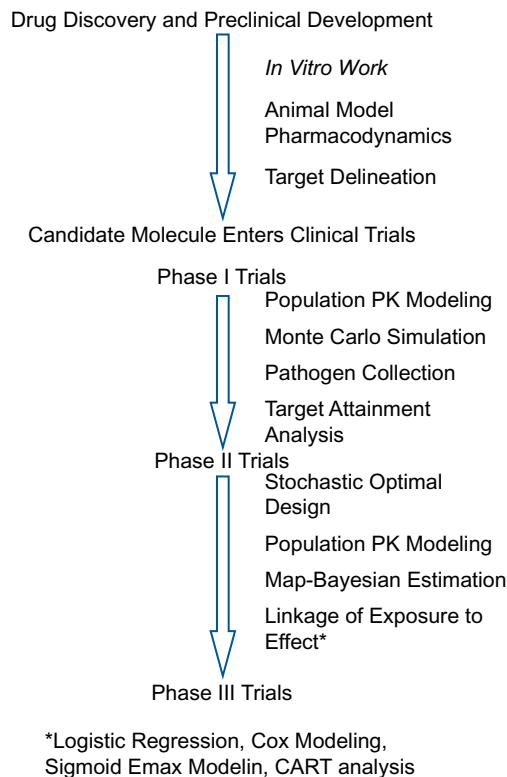 Drug Discovery and Preclinical Development
In Vitro Work
Animal Model
Pharmacodynamics
Target Delineation
Candidate Molecule Enters Clinical Trials
Phase I Trials
Population PK Modeling
Monte Carlo Simulation
Pathogen Collection
Target Attainment
Analysis
Phase II Trials
Stochastic Optimal
Design
Population PK Modeling
Map-Bayesian Estimation
Linkage of Exposure to
Effect*
Phase III Trials
*Logistic Regression, Cox Modeling,
Sigmoid Emax Modelin, CART analysis